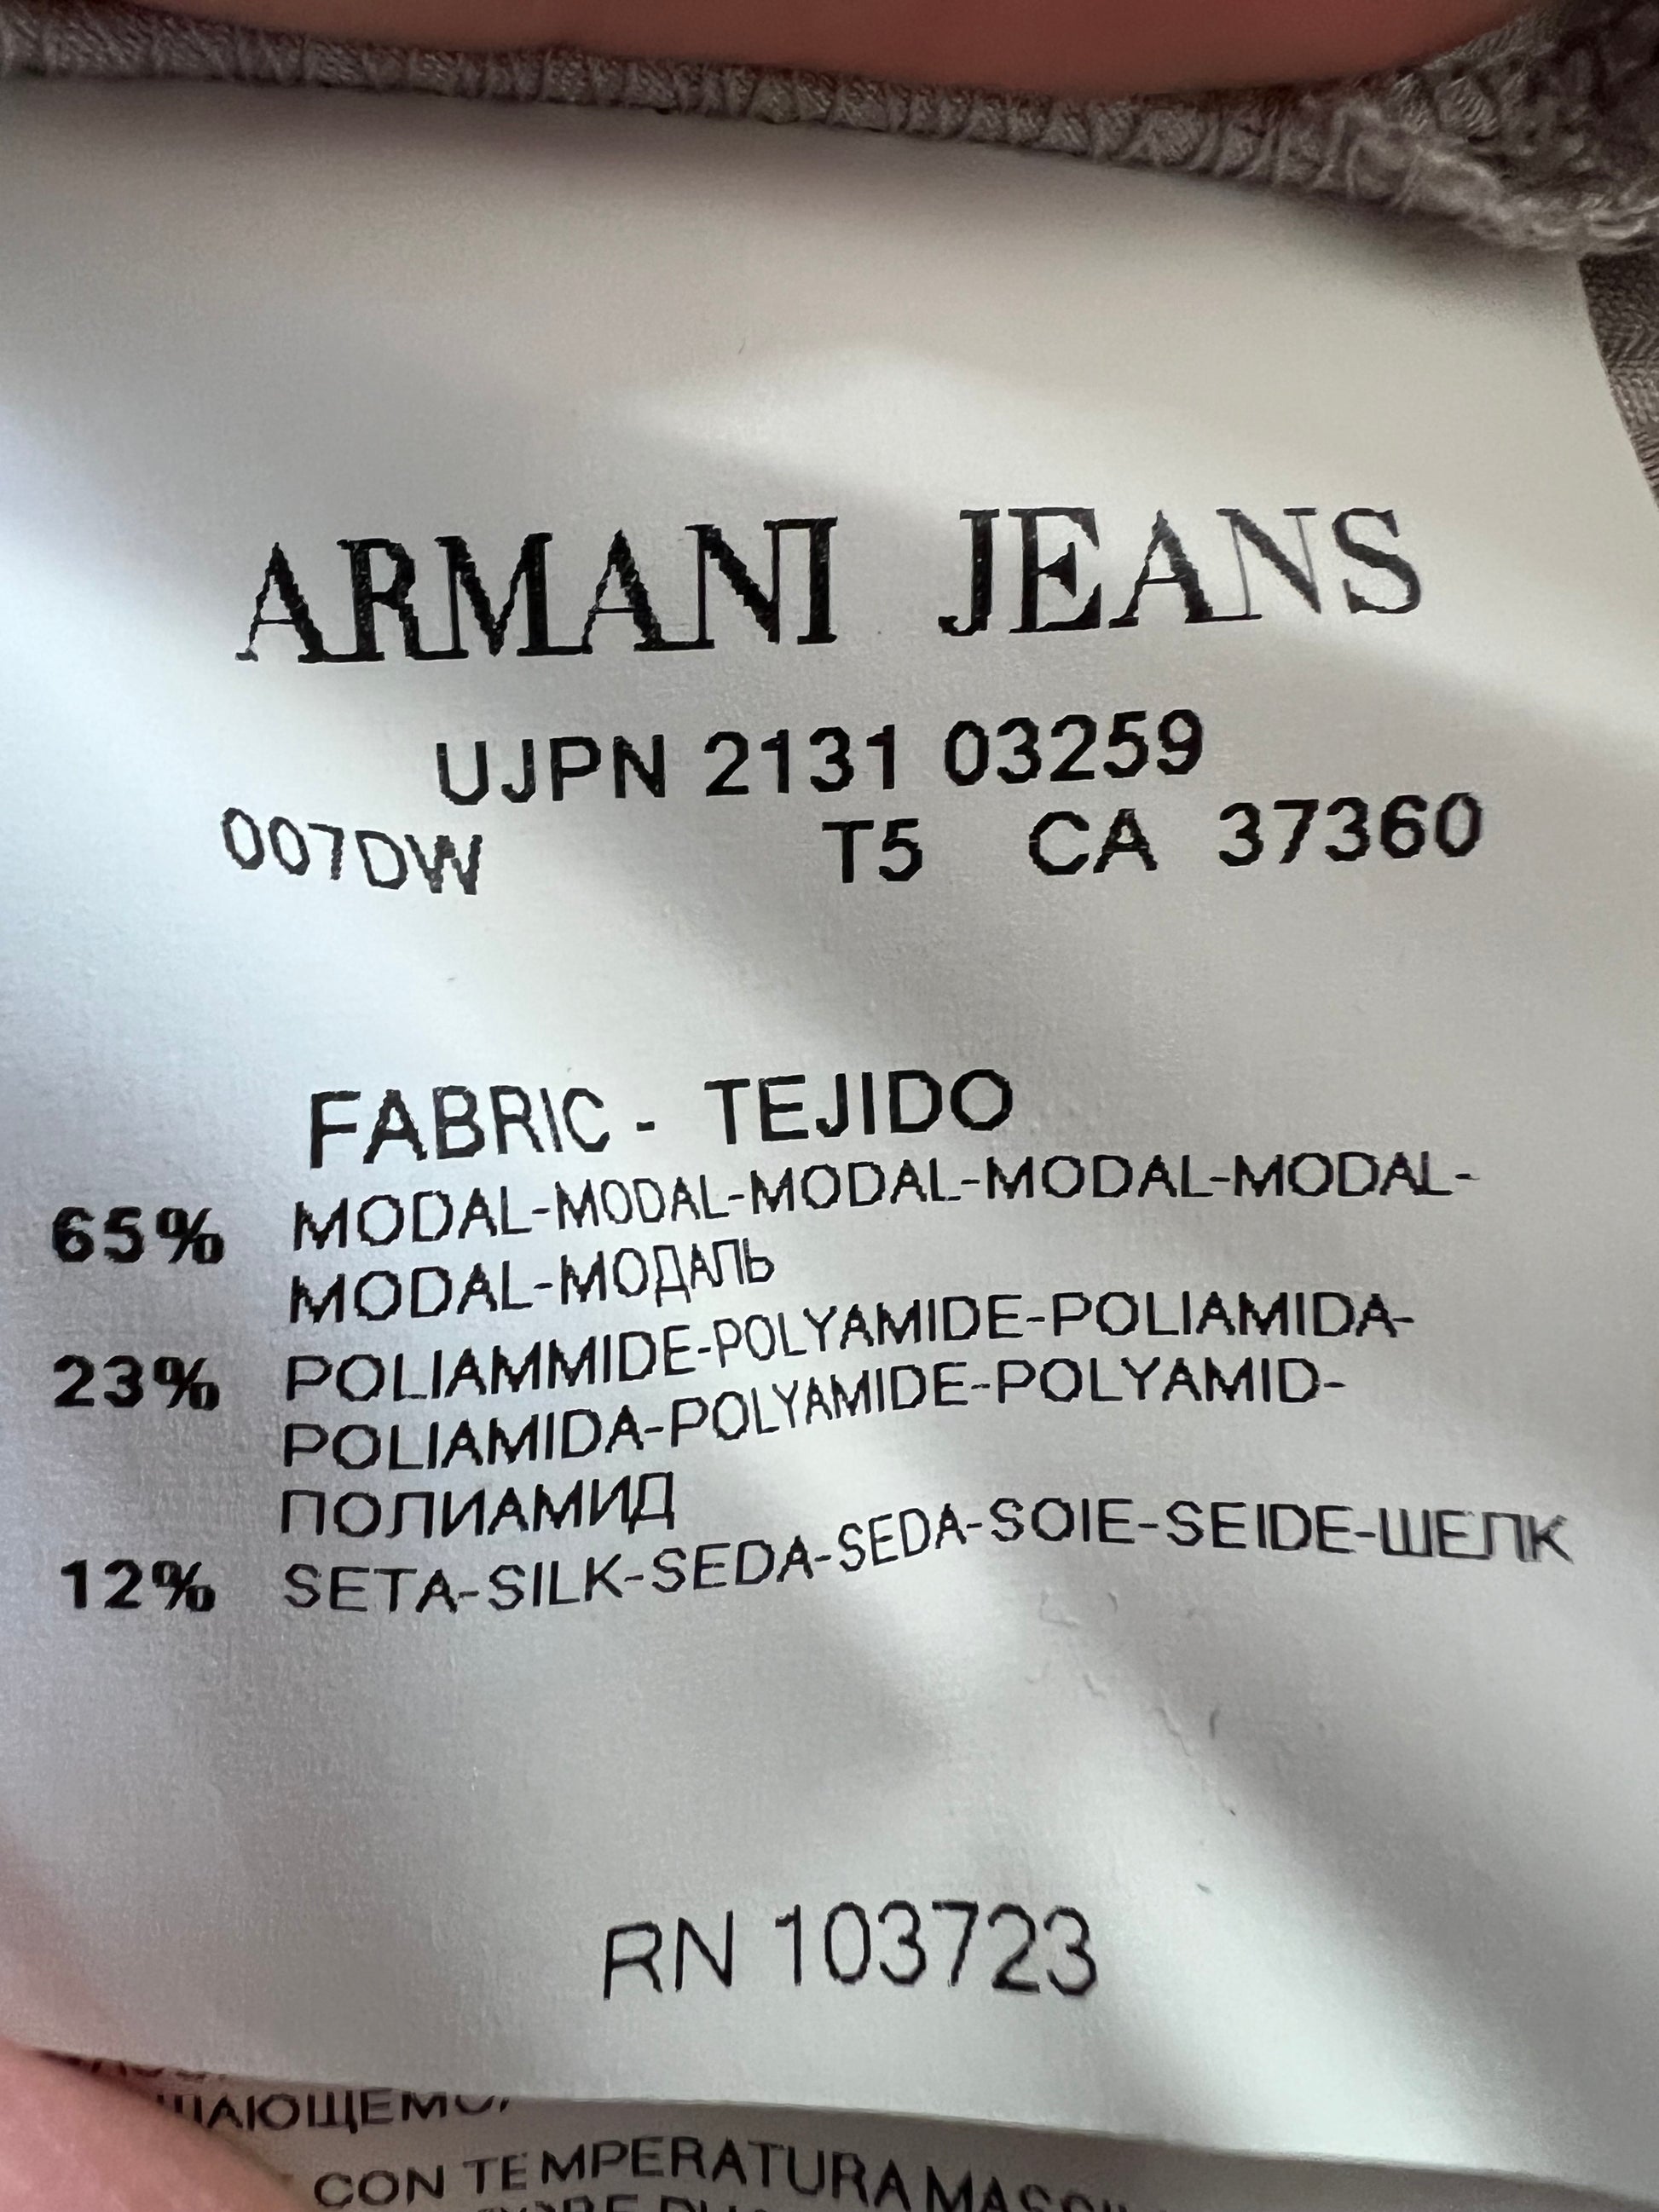 ARMANI JEANS
UJPN 2131 03259
007DW T5 CA 37360
FABRIC - TEJIDO
65% MODAL-MODAL-MODAL-MODAL-MODAL-
MODAL-МОДАЛЬ
23% POLIAMMIDE-POLYAMIDE-POLIAMIDA-
POLIAMIDA-POLYAMIDE-POLYAMID-
ПОЛИАМИД
12% SETA-SILK-SEDA-SEDA-SOIE-SEIDE-ШЕЛК
RN 103723
CON TEMPERATURA